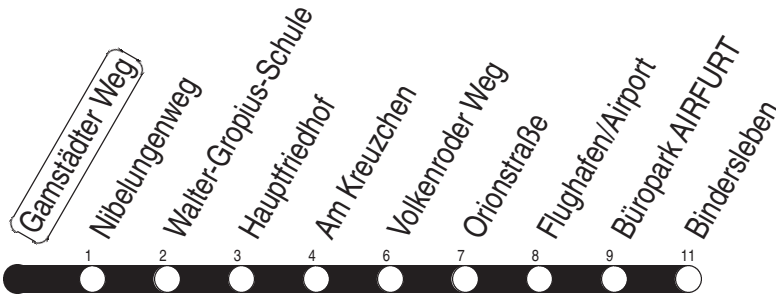 Gamstädter Weg
Nibelungenweg
Walter-Gropius-Schule
Hauptfriedhof
Am Kreuzchen
Volkenroder Weg
Orionstraße
Flughafen/Airport
Büropark AIRFURT
Bindersleben
1 2 3 4 6 7 8 9 11